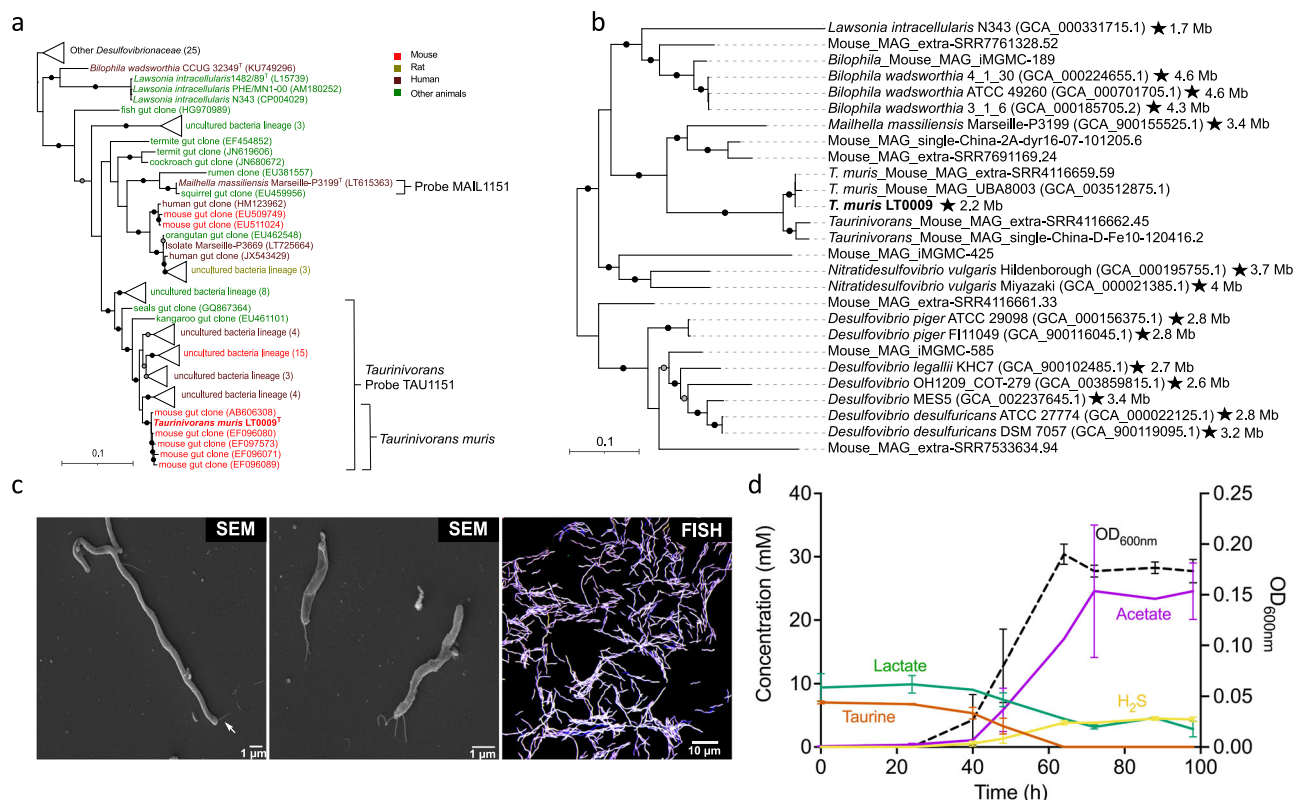 a
Other Desulfovibrionaceae (25)
Bilophila wadsworthia CCUG 32349T (KU749296)
Lawsonia intracellularis1482/89T (L15739)
Lawsonia intracellularis PHE/MN1-00 (AM180252)
Lawsonia intracellularis N343 (CP004029)
fish gut clone (HG970989)
uncultured bacteria lineage (3)
termite gut clone (EF454852)
termit gut clone (JN619606)
cockroach gut clone (JN680672)
rumen clone (EU381557)
Mailhella massiliensis Marseille-P3199T (LT615363)
squirrel gut clone (EU459956)
human gut clone (HM123962)
mouse gut clone (EU509749)
mouse gut clone (EU511024)
orangutan gut clone (EU462548)
Isolate Marseille-P3669 (LT725664)
human gut clone (JX543429)
uncultured bacteria lineage (3)
uncultured bacteria lineage (8)
seals gut clone (GQ867364)
kangaroo gut clone (EU461101)
uncultured bacteria lineage (4)
uncultured bacteria lineage (15)
uncultured bacteria lineage (3)
uncultured bacteria lineage (4)
mouse gut clone (AB606308)
Taurinivorans muris LT0009T
mouse gut clone (EF096080)
mouse gut clone (EF097573)
mouse gut clone (EF096071)
mouse gut clone (EF096089)
0.1
Mouse
Rat
Human
Other animals
Probe MAIL1151
Taurinivorans
Probe TAU1151
Taurinivorans muris
b
Lawsonia intracellularis N343 (GCA_000331715.1) ★ 1.7 Mb
Mouse_MAG_extra-SRR7761328.52
Bilophila_Mouse_MAG_iMGMC-189
Bilophila wadsworthia 4_1_30 (GCA_000224655.1) ★ 4.6 Mb
Bilophila wadsworthia ATCC 49260 (GCA_000701705.1) ★ 4.6 Mb
Bilophila wadsworthia 3_1_6 (GCA_000185705.2) ★ 4.3 Mb
Mailhella massiliensis Marseille-P3199 (GCA_900155525.1) ★ 3.4 Mb
Mouse_MAG_single-China-2A-dyr16-07-101205.6
Mouse_MAG_extra-SRR7691169.24
T. muris_Mouse_MAG_extra-SRR4116659.59
T. muris_Mouse_MAG_UBA8003 (GCA_003512875.1)
T. muris LT0009 ★ 2.2 Mb
Taurinivorans_Mouse_MAG_extra-SRR4116662.45
Taurinivorans_Mouse_MAG_single-China-D-Fe10-120416.2
Mouse_MAG_iMGMC-425
Nitratidesulfovibrio vulgaris Hildenborough (GCA_000195755.1) ★ 3.7 Mb
Nitratidesulfovibrio vulgaris Miyazaki (GCA_000021385.1) ★ 4 Mb
Mouse_MAG_extra-SRR4116661.33
Desulfovibrio piger ATCC 29098 (GCA_000156375.1) ★ 2.8 Mb
Desulfovibrio piger FI11049 (GCA_900116045.1) ★ 2.8 Mb
Mouse_MAG_iMGMC-585
Desulfovibrio legallii KHC7 (GCA_900102485.1) ★ 2.7 Mb
Desulfovibrio OH1209_COT-279 (GCA_003859815.1) ★ 2.6 Mb
Desulfovibrio MES5 (GCA_002237645.1) ★ 3.4 Mb
Desulfovibrio desulfuricans ATCC 27774 (GCA_000022125.1) ★ 2.8 Mb
Desulfovibrio desulfuricans DSM 7057 (GCA_900119095.1) ★ 3.2 Mb
Mouse_MAG_extra-SRR7533634.94
0.1
c
SEM
1 µm
SEM
1 µm
FISH
10 µm
d
Concentration (mM)
40
30
20
10
0
0
20
40
60
80
100
Time (h)
0.25
0.20
0.15
0.10
0.05
0.00
OD600nm
OD600nm
Acetate
Lactate
Taurine
H2S